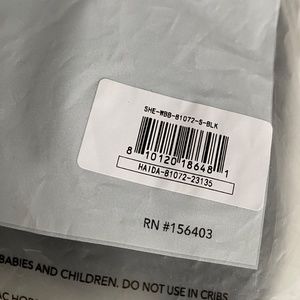 SHE-WBB-81072-S-BLK
8 10120 18648 1
HAIDA-81072-23135
RN #156403
BABIES AND CHILDREN. DO NOT USE IN CRIBS